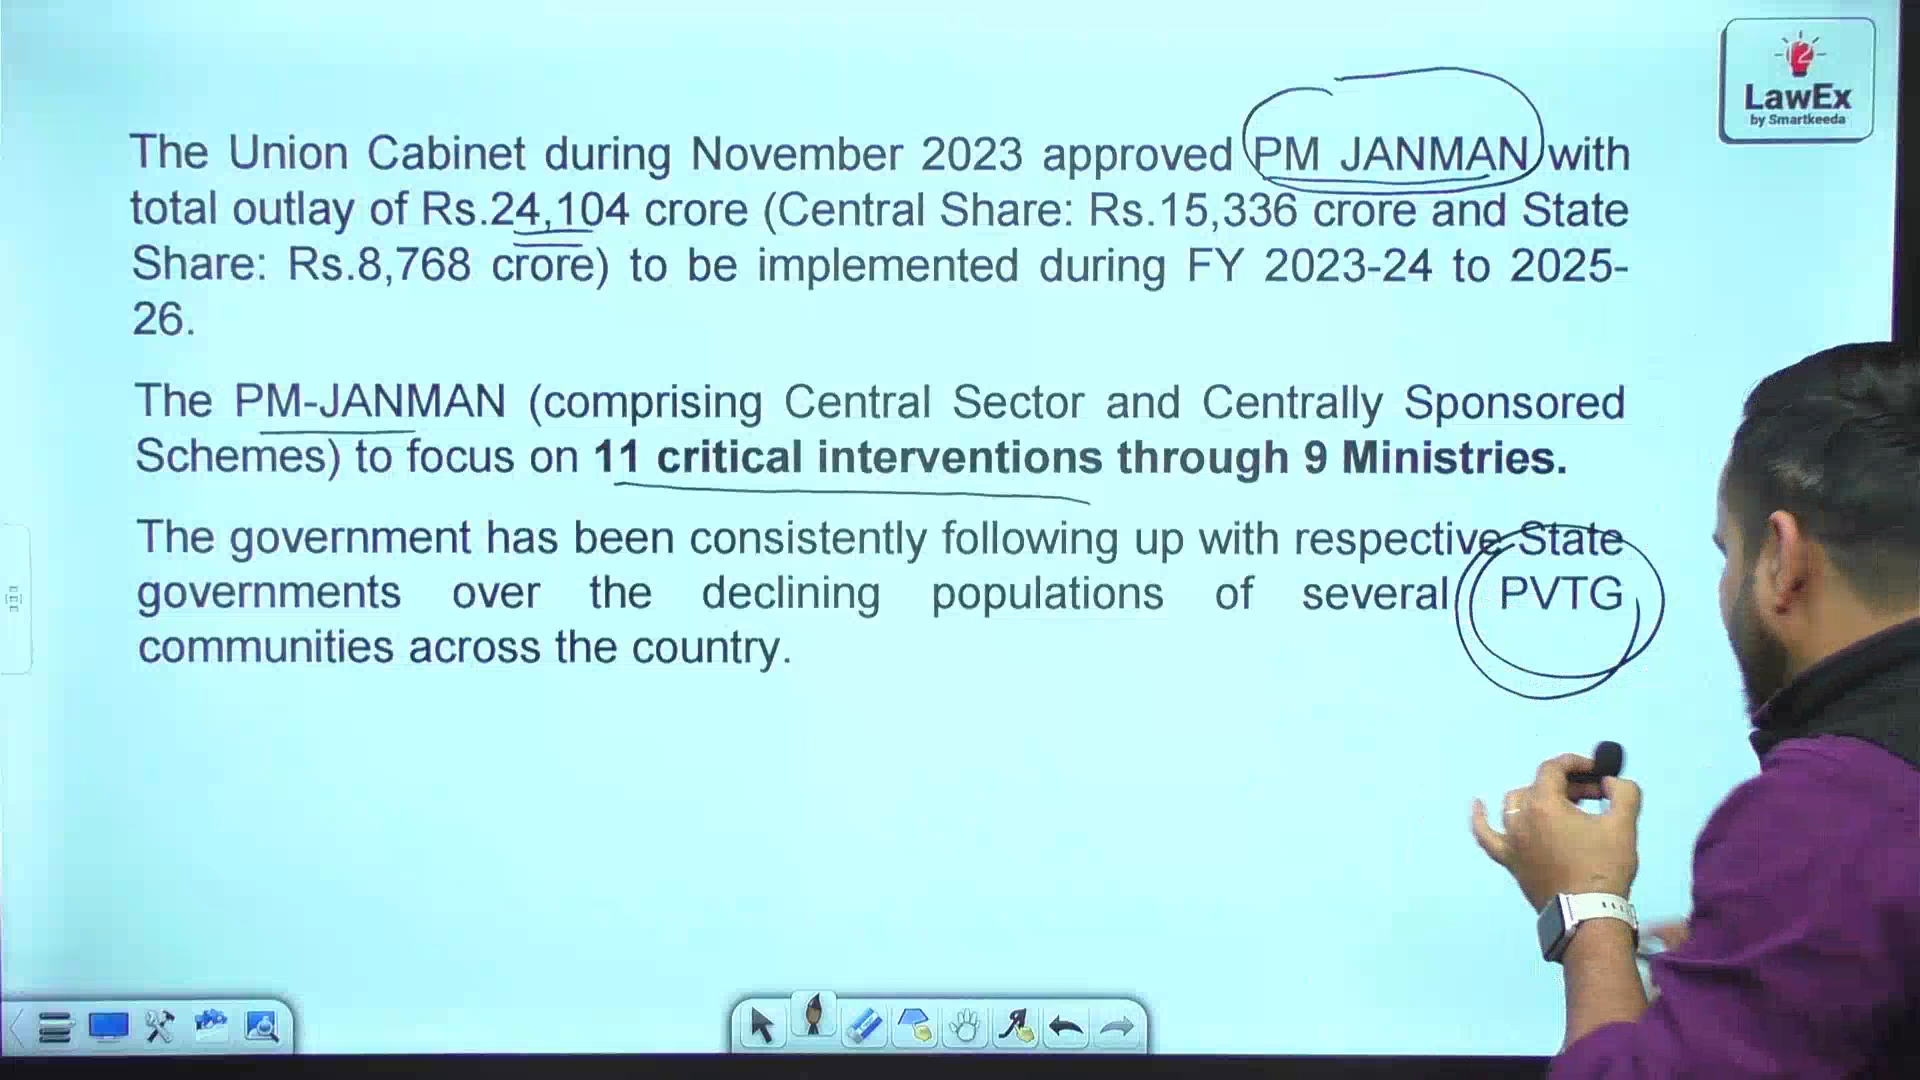 LawEx
by Smartkeeda
The Union Cabinet during November 2023 approved PM JANMAN with
total outlay of Rs.24,104 crore (Central Share: Rs.15,336 crore and State
Share: Rs.8,768 crore) to be implemented during FY 2023-24 to 2025-
26.
The PM-JANMAN (comprising Central Sector and Centrally Sponsored
Schemes) to focus on 11 critical interventions through 9 Ministries.
The government has been consistently following up with respective State
governments over the declining populations of several PVTG
communities across the country.